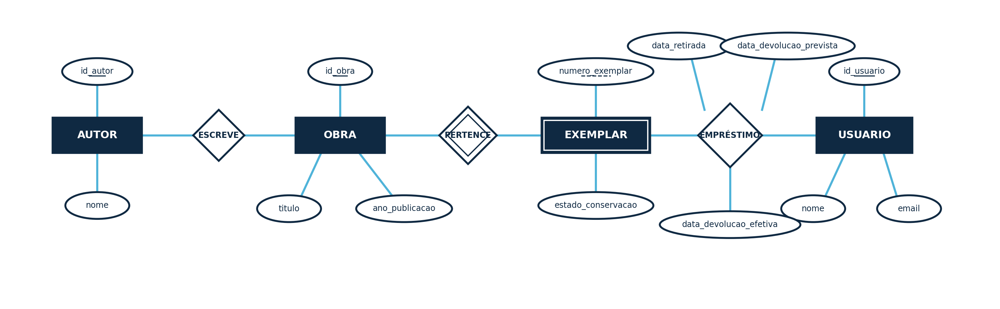 data_retirada
data_devolucao_prevista
id_autor
id_obra
numero_exemplar
id_usuario
AUTOR
ESCREVE
OBRA
PERTENCE
EXEMPLAR
EMPRÉSTIMO
USUARIO
nome
titulo
ano_publicacao
estado_conservacao
data_devolucao_efetiva
nome
email